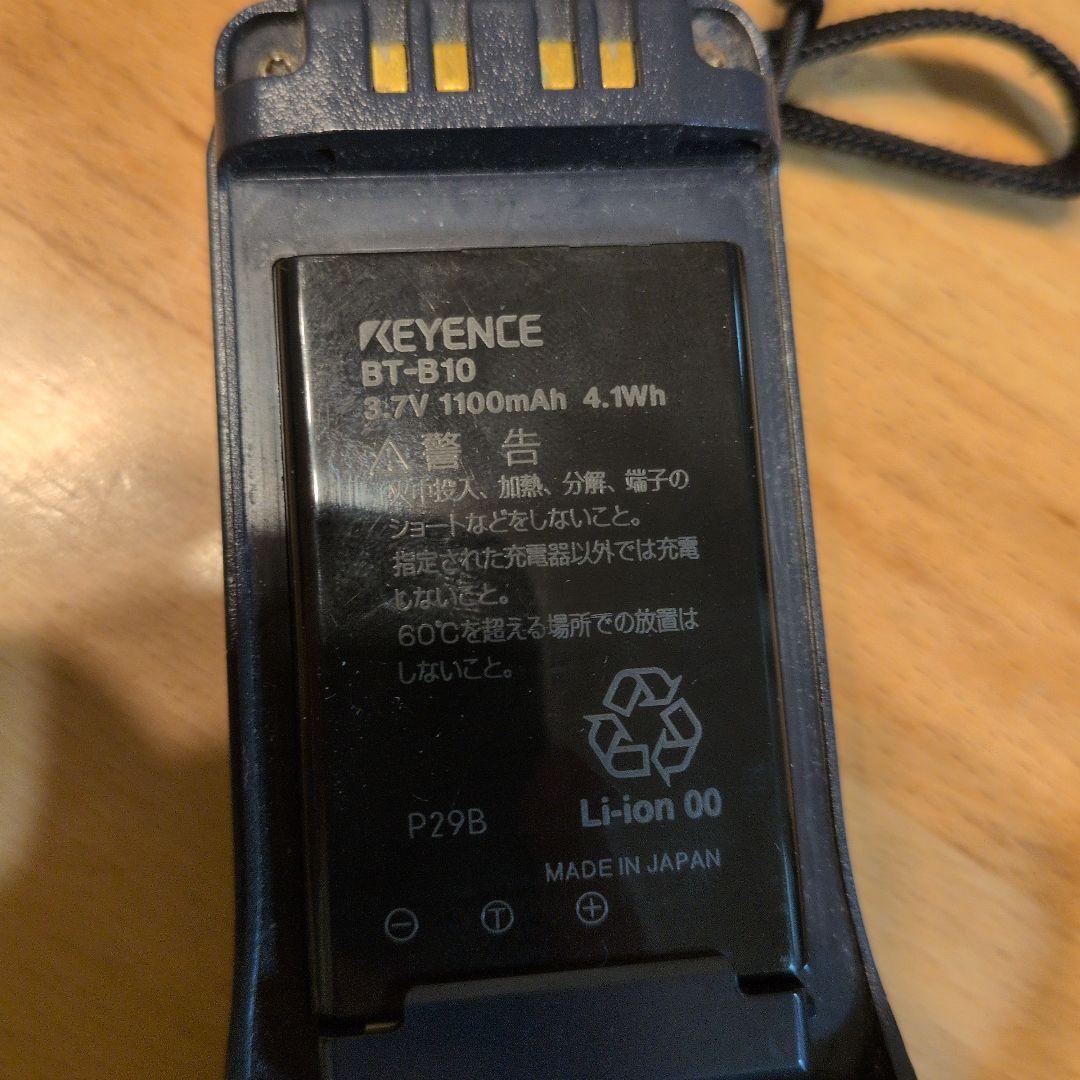 KEYENCE
BT-B10
3.7V 1100mAh 4.1Wh
⚠警 告
火中投入、加熱、分解、端子の
ショートなどをしないこと。
指定された充電器以外では充電
しないこと。
60℃を超える場所での放置は
しないこと。
Li-ion 00
P29B
MADE IN JAPAN
⊖ Ⓣ ⊕